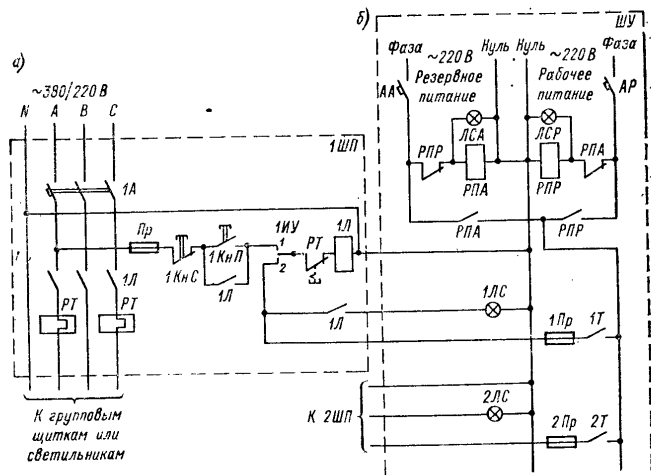 а)
~380/220 В
N A B C
1ШП
1А
Пр
1КнС
1КнП
1Л
1ИУ
1
2
РТ
1Л
1Л
РТ
РТ
1Л
К групповым
щиткам или
светильникам
б)
ШУ
Фаза Нуль Нуль Фаза
~220 В
Резервное
питание
~220 В
Рабочее
питание
АА
АР
ЛСА
ЛСР
РПР
РПА
РПА
РПР
РПА
РПР
1ЛС
1Пр
1Т
К 2ШП
2ЛС
2Пр
2Т